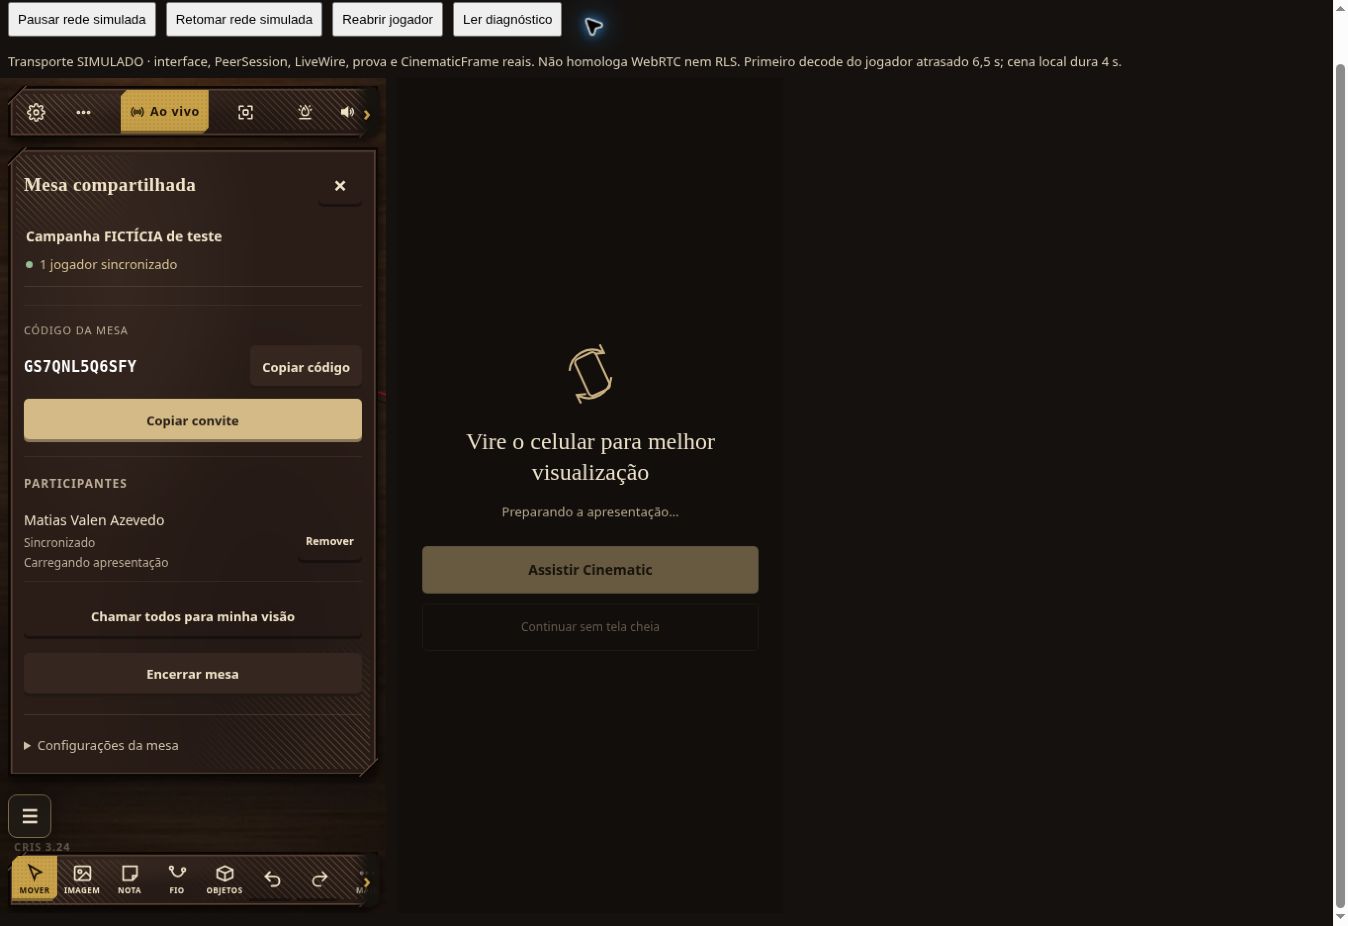 Pausar rede simulada
Retomar rede simulada
Reabrir jogador
Ler diagnóstico
Transporte SIMULADO · interface, PeerSession, LiveWire, prova e CinematicFrame reais. Não homologa WebRTC nem RLS. Primeiro decode do jogador atrasado 6,5 s; cena local dura 4 s.
Ao vivo
Mesa compartilhada
Campanha FICTÍCIA de teste
1 jogador sincronizado
CÓDIGO DA MESA
GS7QNL5Q6SFY
Copiar código
Copiar convite
PARTICIPANTES
Matias Valen Azevedo
Sincronizado
Carregando apresentação
Remover
Chamar todos para minha visão
Encerrar mesa
Configurações da mesa
CRIS 3.24
MOVER
IMAGEM
NOTA
FIO
OBJETOS
Vire o celular para melhor
visualização
Preparando a apresentação...
Assistir Cinematic
Continuar sem tela cheia